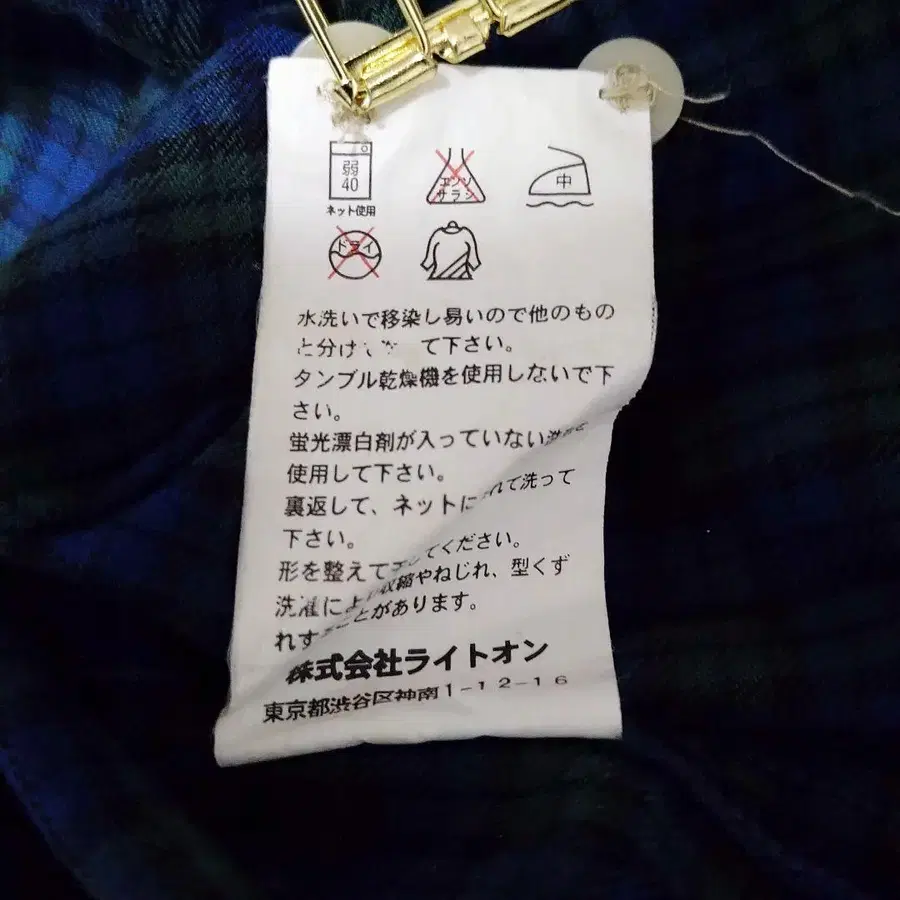 弱
40
ネット使用
エンソ
サラシ
中
ドライ
水洗いで移染し易いので他のもの
と分け て下さい。
タンブル乾燥機を使用しないで下
さい。
蛍光漂白剤が入っていない
使用して下さい。
裏返して、ネットに れて洗って
下さい。
形を整えて してください。
洗濯により収縮やねじれ、型くず
れす ことがあります。
株式会社ライトオン
東京都渋谷区神南1-12-16